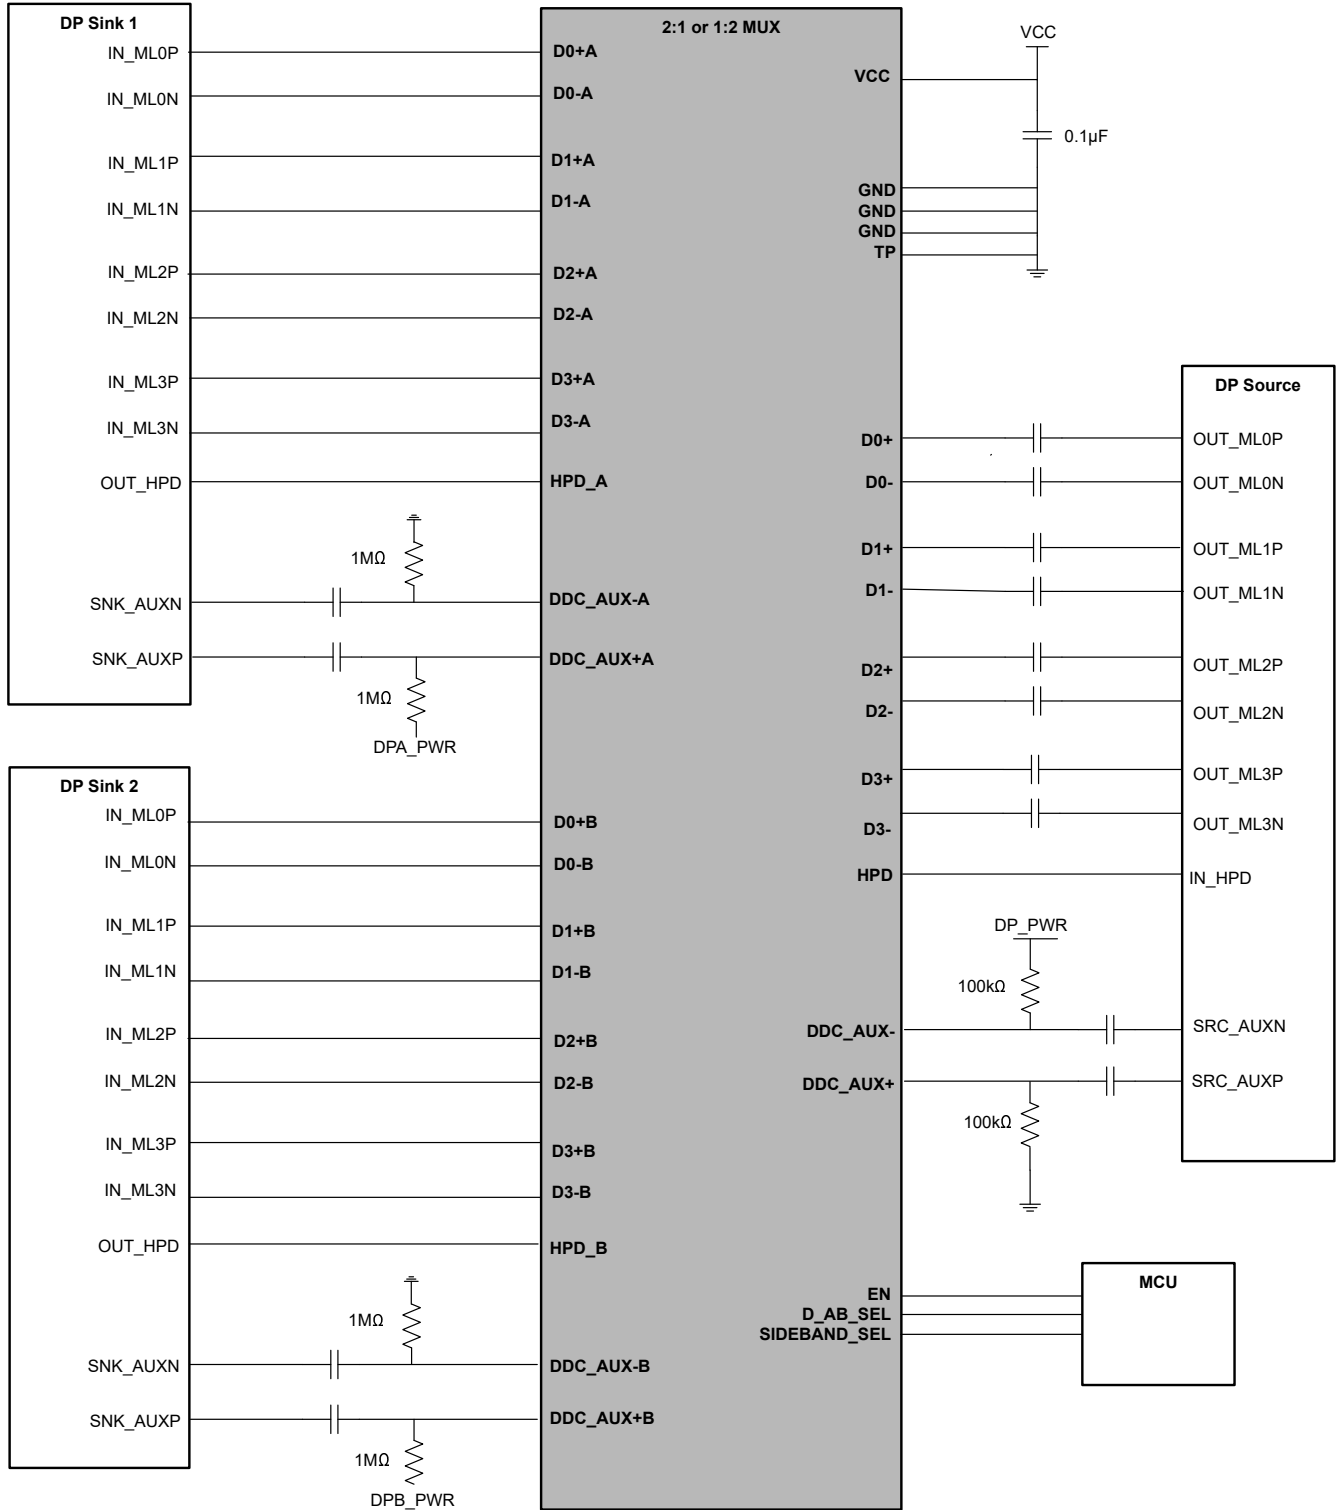 DP Sink 1
IN_ML0P
IN_ML0N
IN_ML1P
IN_ML1N
IN_ML2P
IN_ML2N
IN_ML3P
IN_ML3N
OUT_HPD
SNK_AUXN
SNK_AUXP
1MΩ
1MΩ
DPA_PWR
DP Sink 2
IN_ML0P
IN_ML0N
IN_ML1P
IN_ML1N
IN_ML2P
IN_ML2N
IN_ML3P
IN_ML3N
OUT_HPD
SNK_AUXN
SNK_AUXP
1MΩ
1MΩ
DPB_PWR
2:1 or 1:2 MUX
D0+A
D0-A
D1+A
D1-A
D2+A
D2-A
D3+A
D3-A
HPD_A
DDC_AUX-A
DDC_AUX+A
D0+B
D0-B
D1+B
D1-B
D2+B
D2-B
D3+B
D3-B
HPD_B
DDC_AUX-B
DDC_AUX+B
VCC
GND
GND
GND
TP
D0+
D0-
D1+
D1-
D2+
D2-
D3+
D3-
HPD
DDC_AUX-
DDC_AUX+
EN
D_AB_SEL
SIDEBAND_SEL
VCC
0.1µF
DP_PWR
100kΩ
100kΩ
DP Source
OUT_ML0P
OUT_ML0N
OUT_ML1P
OUT_ML1N
OUT_ML2P
OUT_ML2N
OUT_ML3P
OUT_ML3N
IN_HPD
SRC_AUXN
SRC_AUXP
MCU